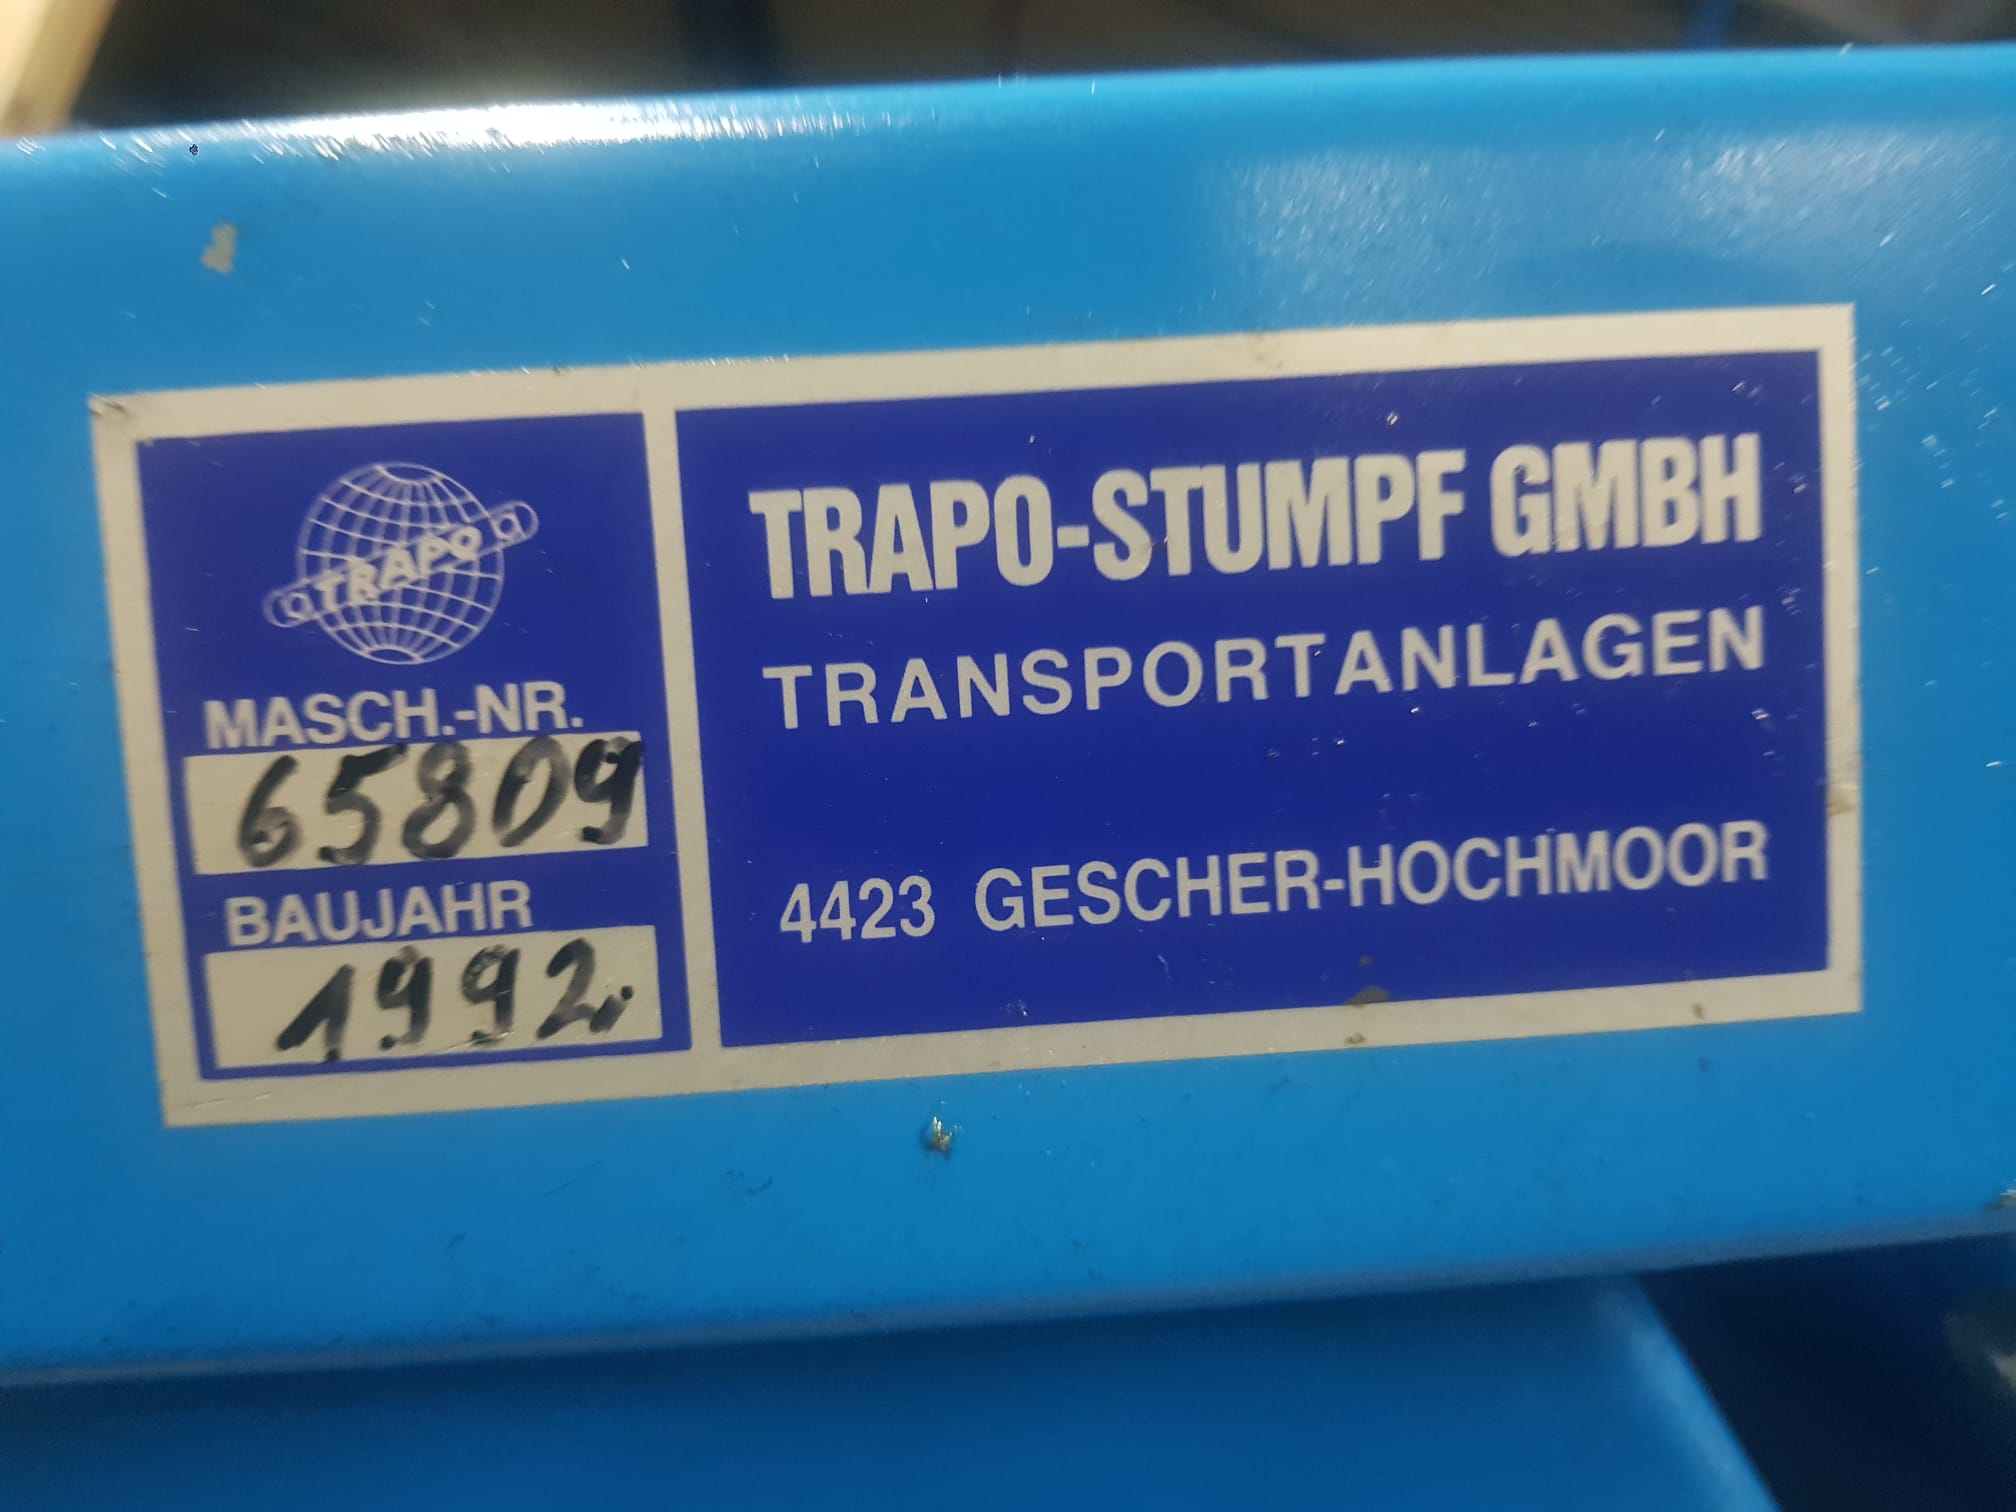 TRAPO
MASCH.-NR.
65809
BAUJAHR
1992.
TRAPO-STUMPF GMBH
TRANSPORTANLAGEN
4423 GESCHER-HOCHMOOR